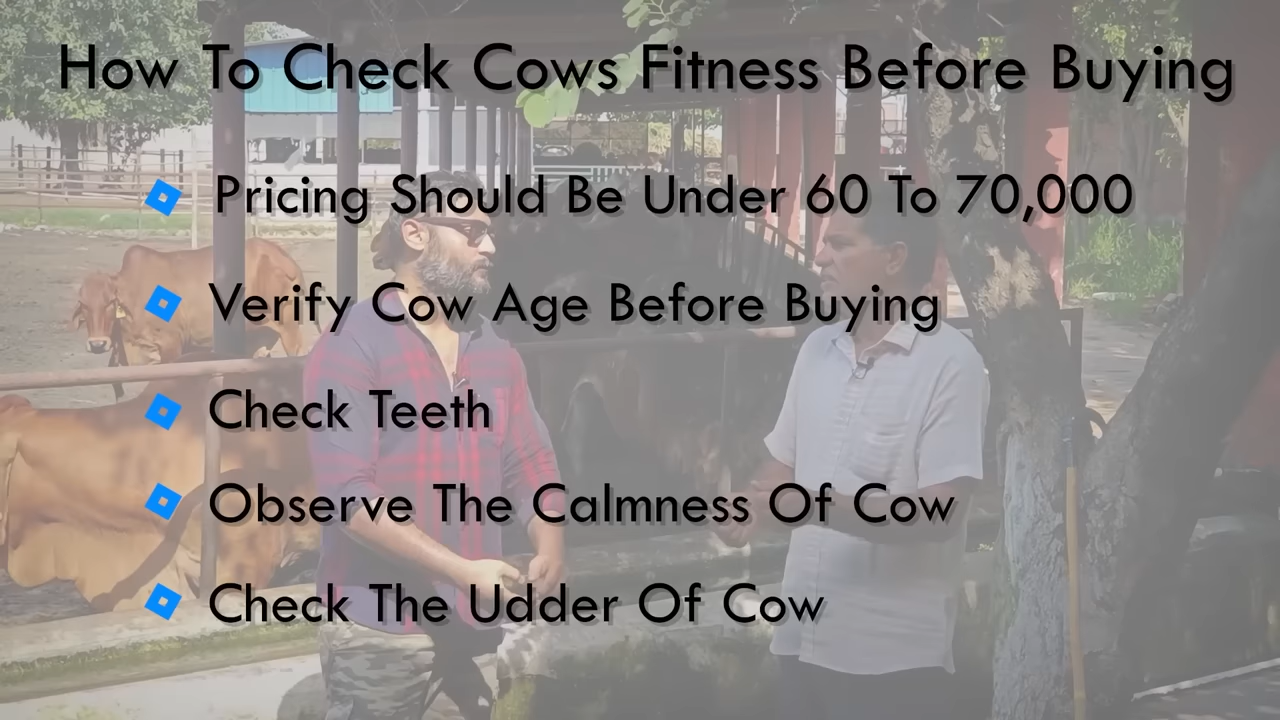 How To Check Cows Fitness Before Buying
Pricing Should Be Under 60 To 70,000
Verify Cow Age Before Buying
Check Teeth
Observe The Calmness Of Cow
Check The Udder Of Cow